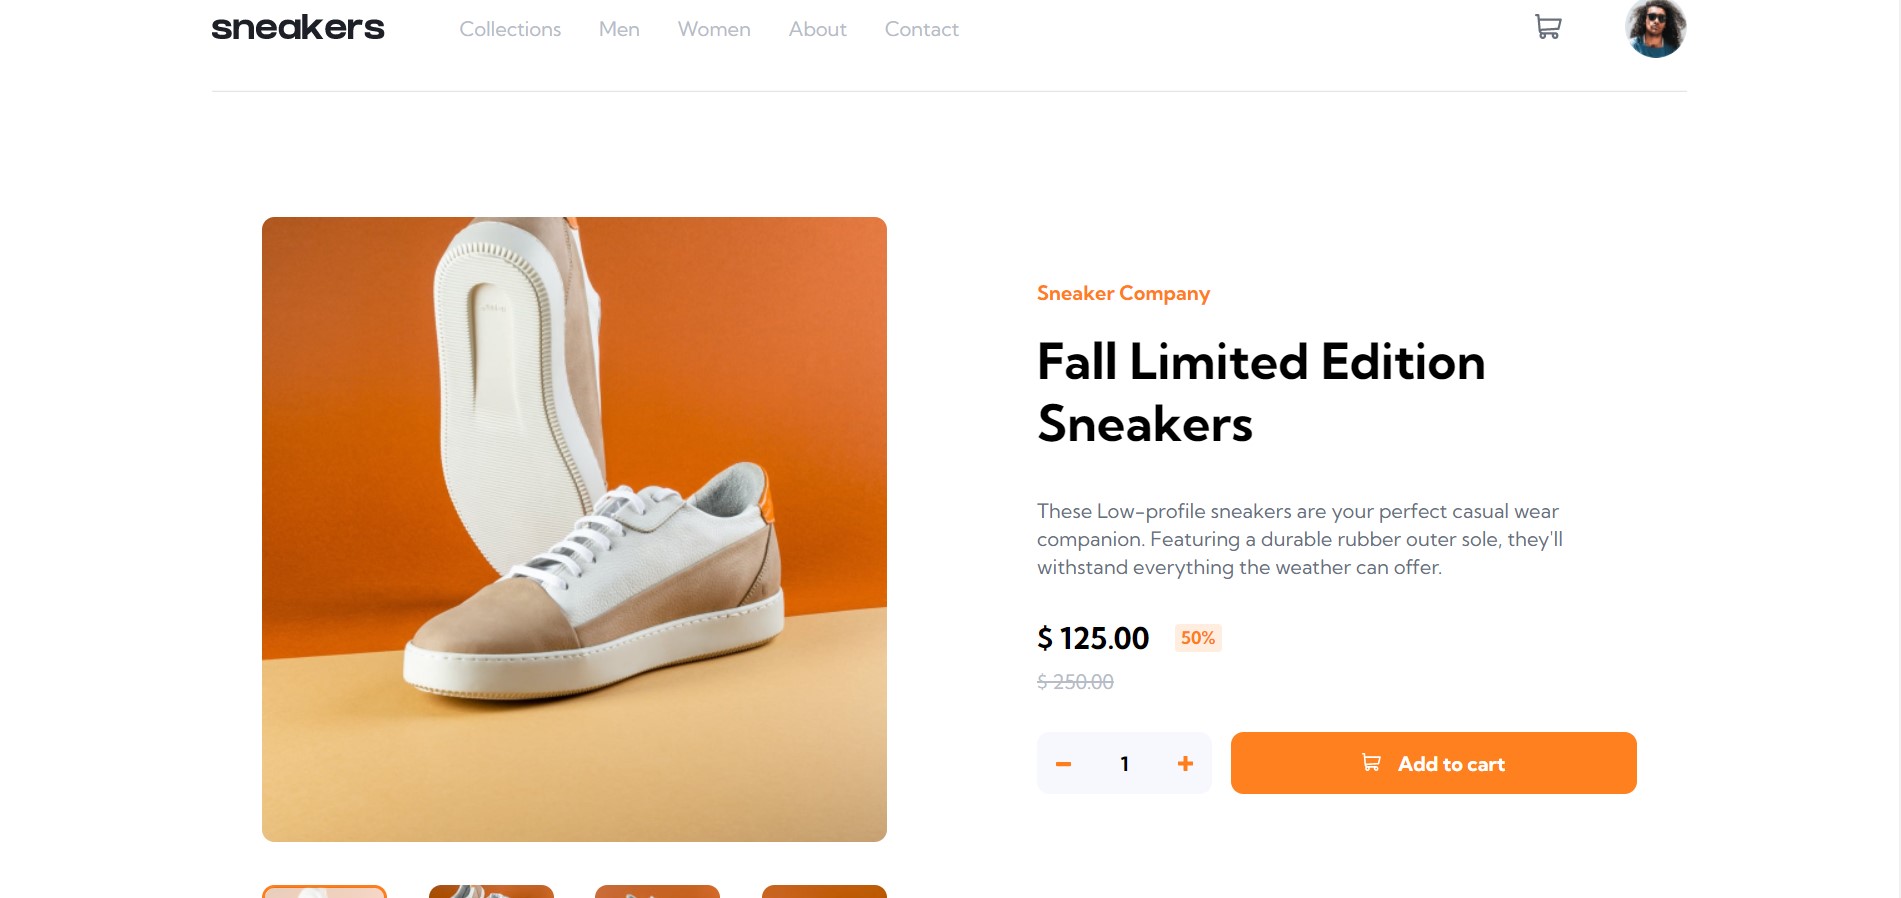 sneakers
Collections Men Women About Contact
Sneaker Company
Fall Limited Edition
Sneakers
These Low-profile sneakers are your perfect casual wear
companion. Featuring a durable rubber outer sole, they'll
withstand everything the weather can offer.
$ 125.00 50%
$ 250.00
1
Add to cart